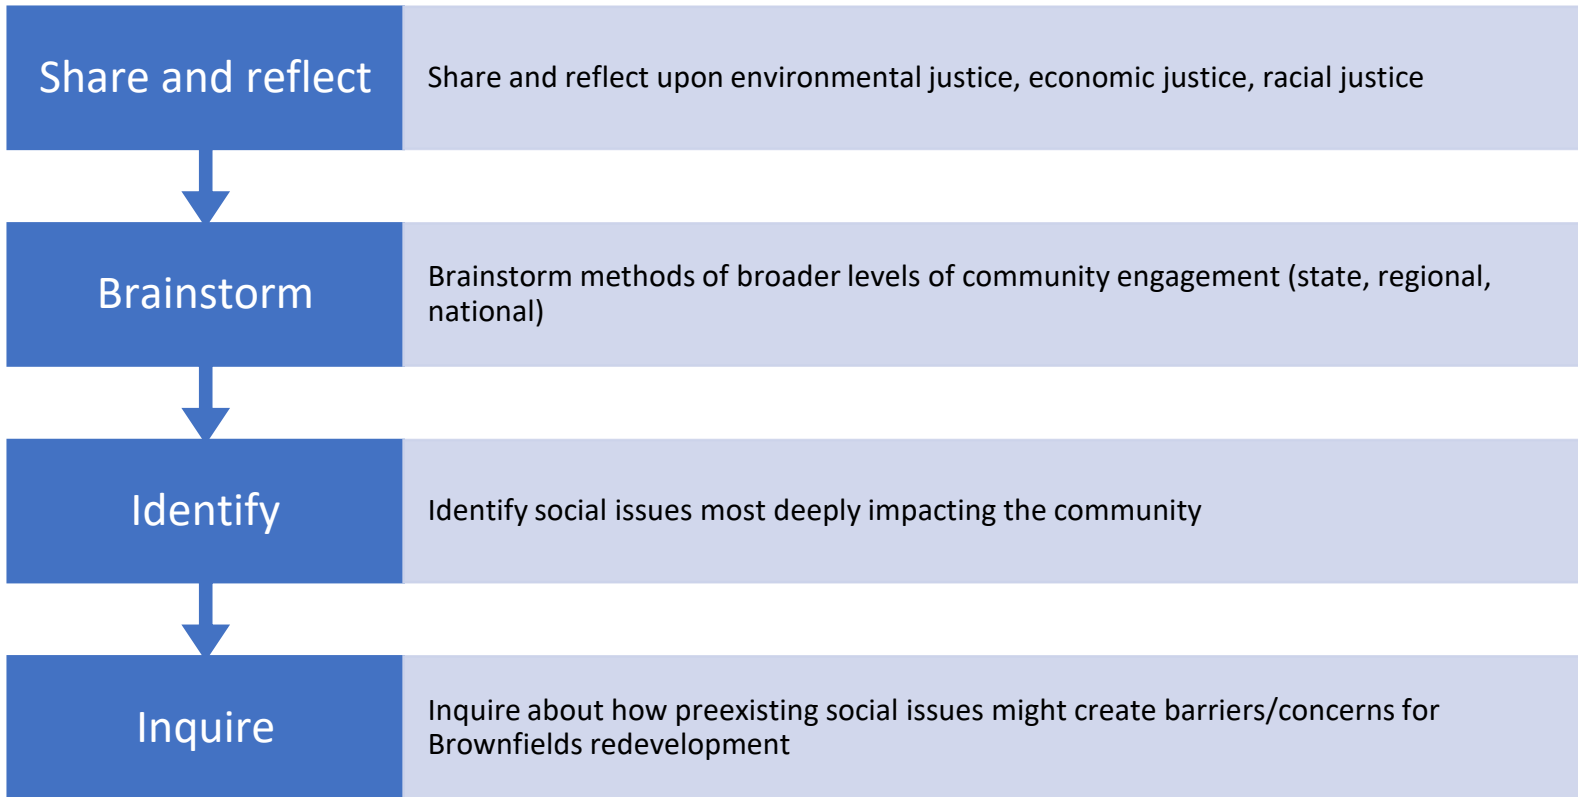 Share and reflect
Share and reflect upon environmental justice, economic justice, racial justice
Brainstorm
Brainstorm methods of broader levels of community engagement (state, regional,
national)
Identify
Identify social issues most deeply impacting the community
Inquire
Inquire about how preexisting social issues might create barriers/concerns for
Brownfields redevelopment